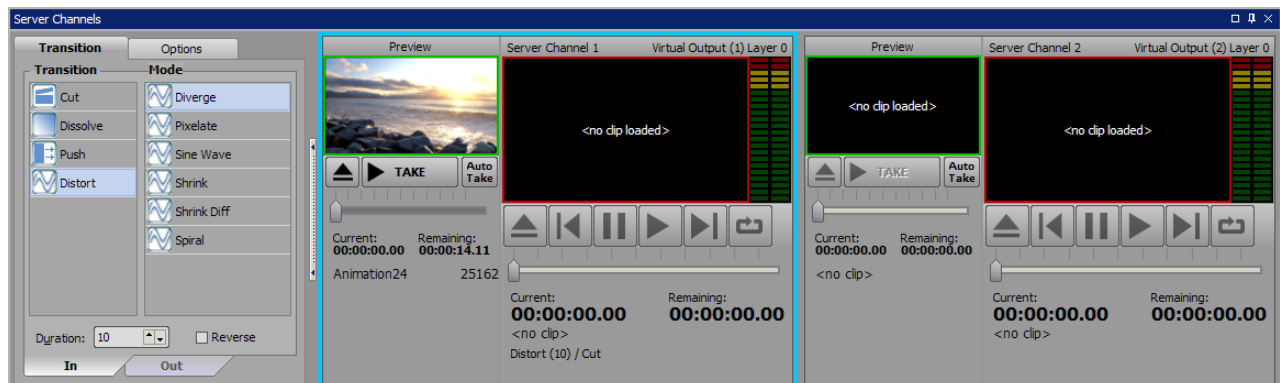 Server Channels
Transition
Options
Transition
Mode
Cut
Dissolve
Push
Distort
Diverge
Pixelate
Sine Wave
Shrink
Shrink Diff
Spiral
Duration: 10
Reverse
In
Out
Preview
Server Channel 1
Virtual Output (1) Layer 0
<no clip loaded>
TAKE
Auto
Take
Current:
Remaining:
00:00:00.00
00:00:14.11
Animation24
25162
Current:
Remaining:
00:00:00.00
00:00:00.00
<no clip>
Distort (10) / Cut
Preview
Server Channel 2
Virtual Output (2) Layer 0
<no clip loaded>
<no clip loaded>
TAKE
Auto
Take
Current:
Remaining:
00:00:00.00
00:00:00.00
<no clip>
Current:
Remaining:
00:00:00.00
00:00:00.00
<no clip>